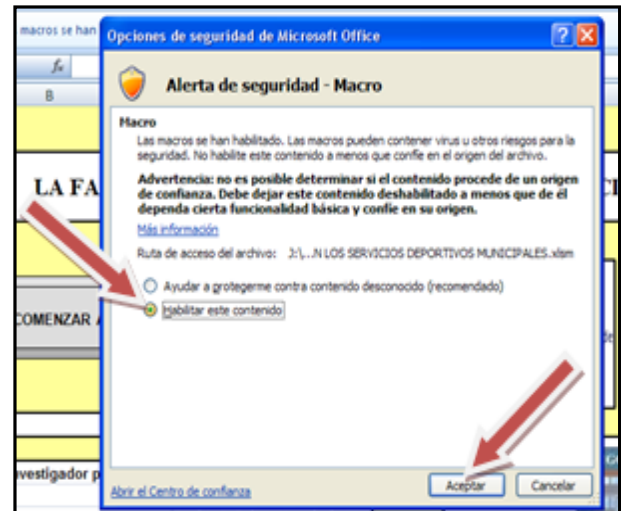 macros se han
Opciones de seguridad de Microsoft Office
Alerta de seguridad - Macro
fx
B
Macro
Las macros se han habilitado. Las macros pueden contener virus u otros riesgos para la
seguridad. No habilite este contenido a menos que confíe en el origen del archivo.
Advertencia: no es posible determinar si el contenido procede de un origen
de confianza. Debe dejar este contenido deshabilitado a menos que de él
dependa cierta funcionalidad básica y confíe en su origen.
LA FA
Más información
Ruta de acceso del archivo: J:\...N LOS SERVICIOS DEPORTIVOS MUNICIPALES.xlsm
Ayudar a protegerme contra contenido desconocido (recomendado)
Habilitar este contenido
COMENZAR
nvestigador p
Abrir el Centro de confianza
Aceptar
Cancelar